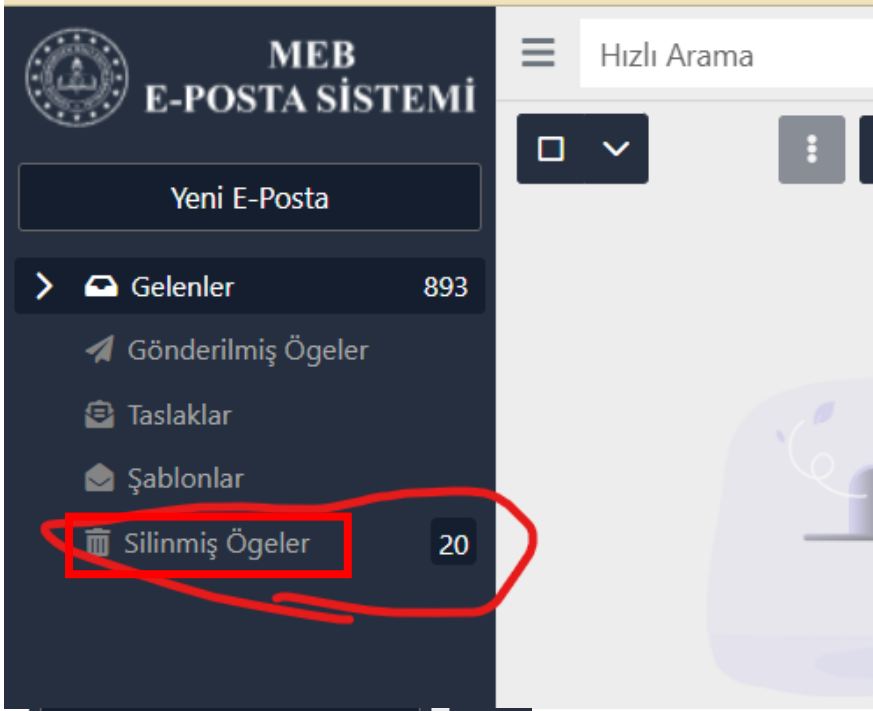 MEB
E-POSTA SİSTEMİ
Hızlı Arama
Yeni E-Posta
Gelenler 893
Gönderilmiş Ögeler
Taslaklar
Şablonlar
Silinmiş Ögeler 20